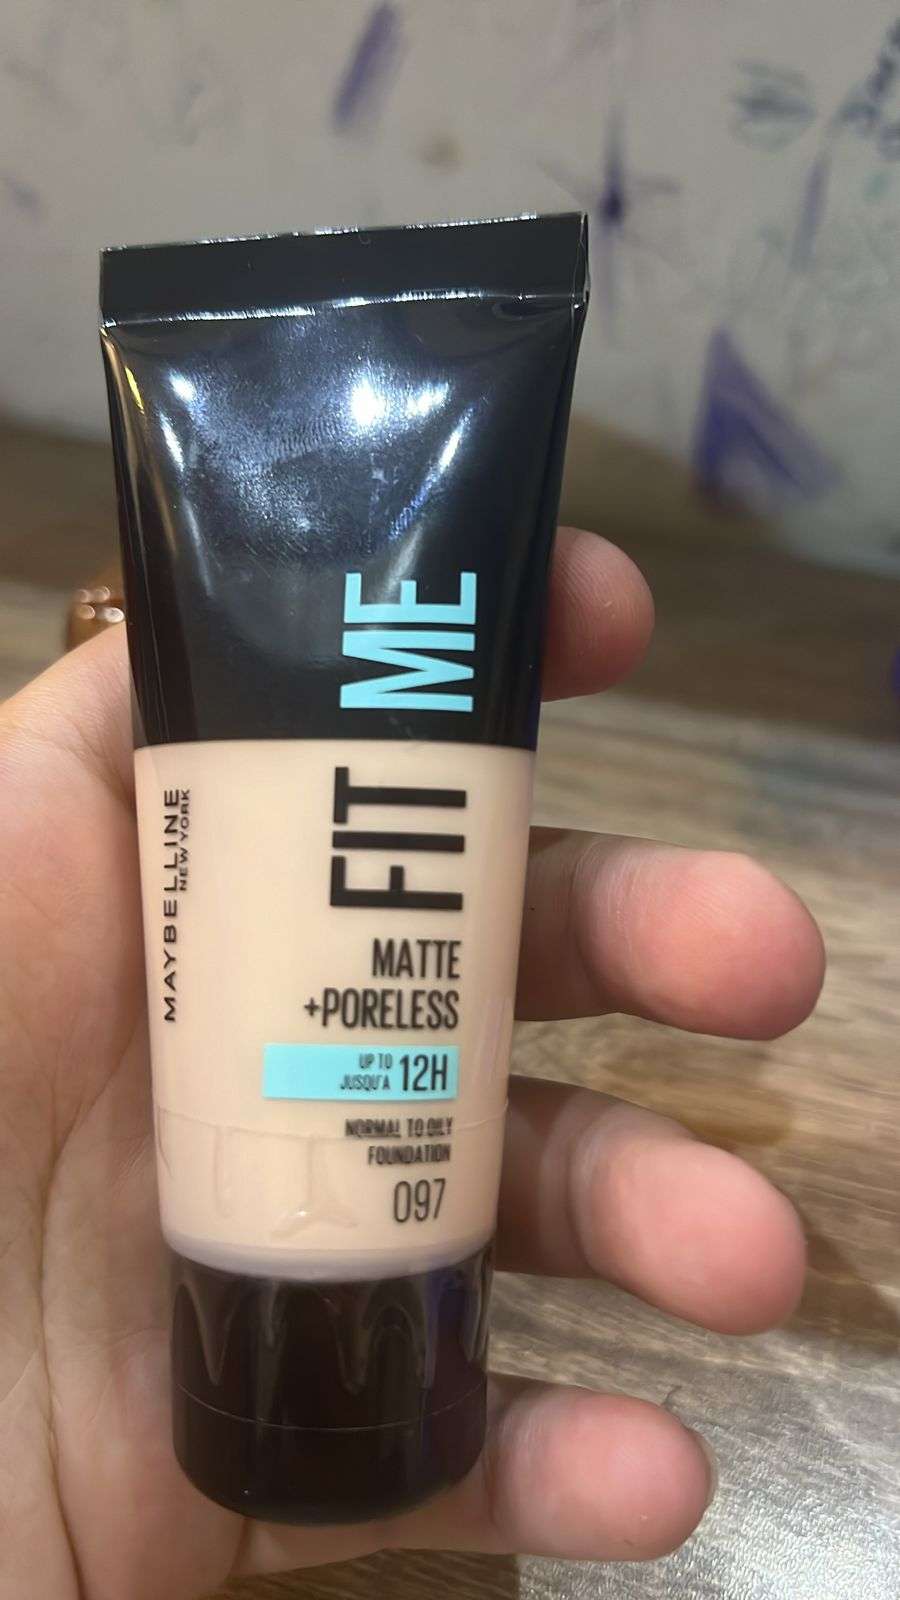 FIT ME
MAYBELLINE
NEW YORK
MATTE
+PORELESS
UP TO
JUSQU'A 12H
NORMAL TO OILY
FOUNDATION
097